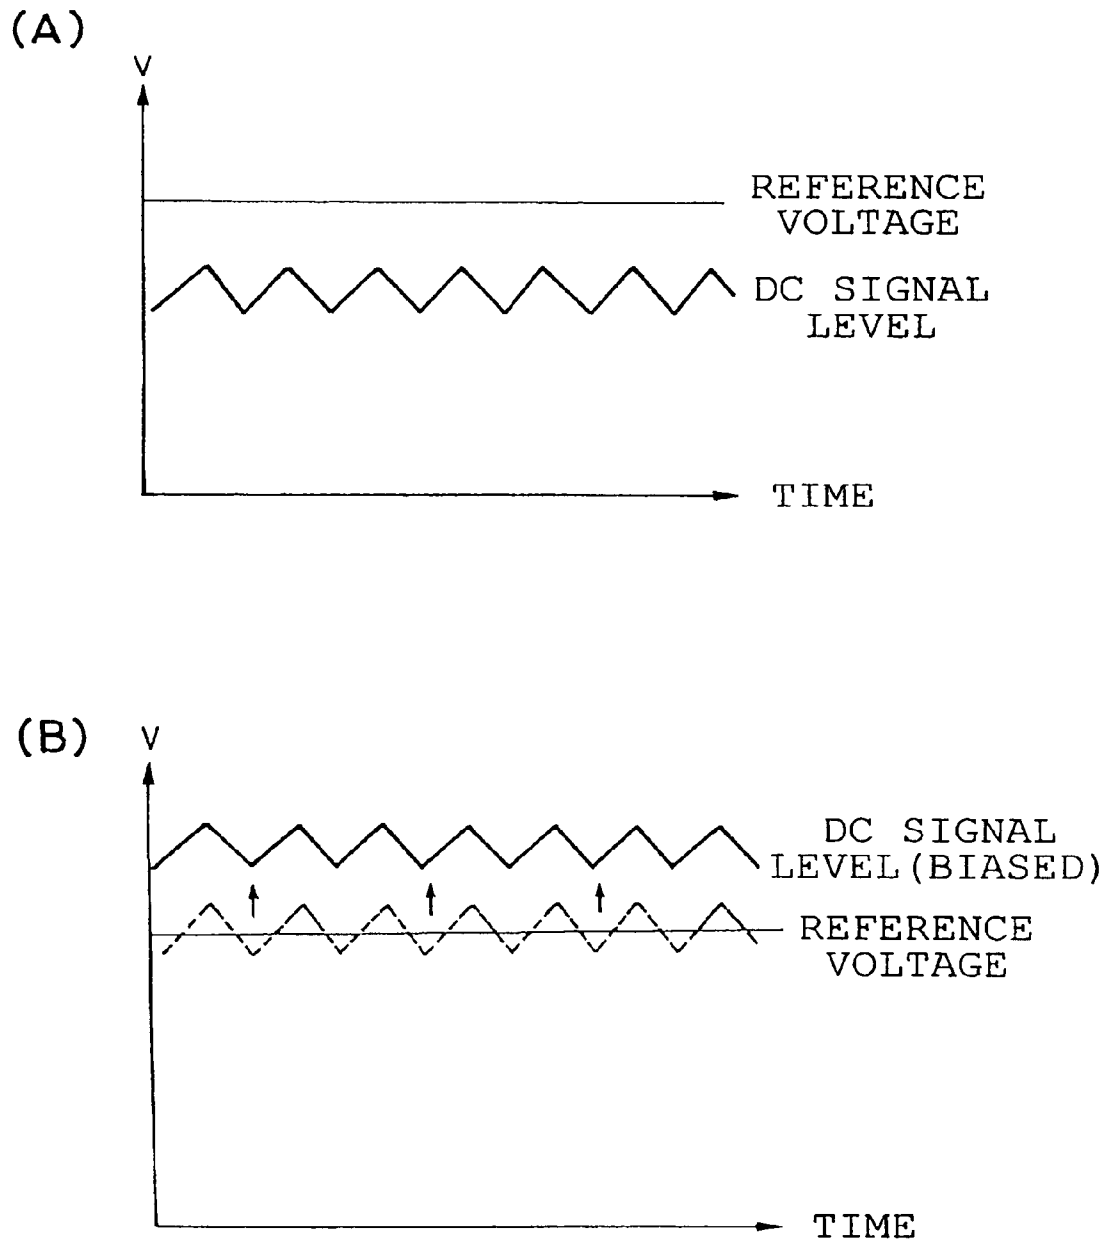 (A)
V
REFERENCE
VOLTAGE
DC SIGNAL
LEVEL
TIME
(B)
V
DC SIGNAL
LEVEL(BIASED)
REFERENCE
VOLTAGE
TIME